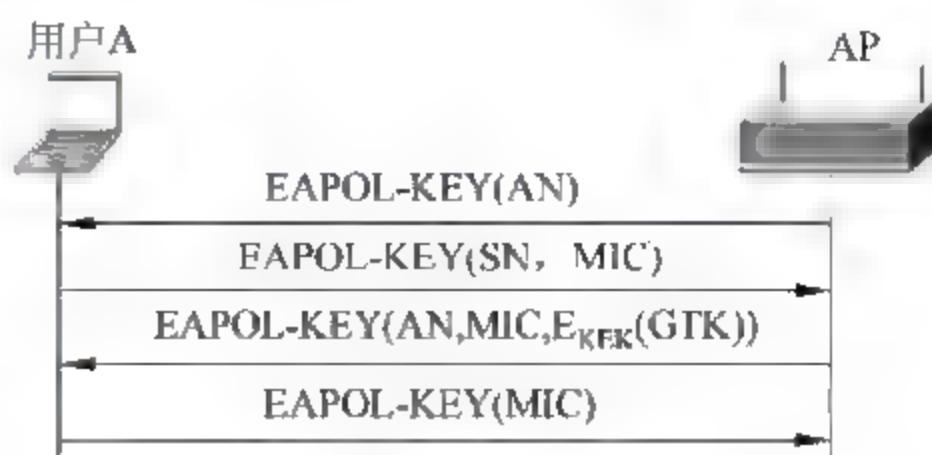 用户A
AP
EAPOL-KEY(AN)
EAPOL-KEY(SN，MIC)
EAPOL-KEY(AN,MIC,E_KEK(GTK))
EAPOL-KEY(MIC)